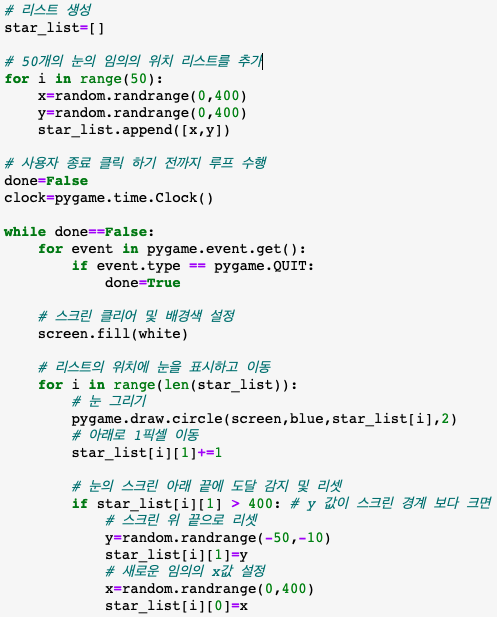 # 리스트 생성
star_list=[]
# 50개의 눈의 임의의 위치 리스트를 추가
for i in range(50):
    x=random.randrange(0,400)
    y=random.randrange(0,400)
    star_list.append([x,y])
# 사용자 종료 클릭 하기 전까지 루프 수행
done=False
clock=pygame.time.Clock()
while done==False:
    for event in pygame.event.get():
        if event.type == pygame.QUIT:
            done=True
    # 스크린 클리어 및 배경색 설정
    screen.fill(white)
    # 리스트의 위치에 눈을 표시하고 이동
    for i in range(len(star_list)):
        # 눈 그리기
        pygame.draw.circle(screen,blue,star_list[i],2)
        # 아래로 1픽셀 이동
        star_list[i][1]+=1
        # 눈의 스크린 아래 끝에 도달 감지 및 리셋
        if star_list[i][1] > 400: # y 값이 스크린 경계 보다 크면
            # 스크린 위 끝으로 리셋
            y=random.randrange(-50,-10)
            star_list[i][1]=y
            # 새로운 임의의 x값 설정
            x=random.randrange(0,400)
            star_list[i][0]=x